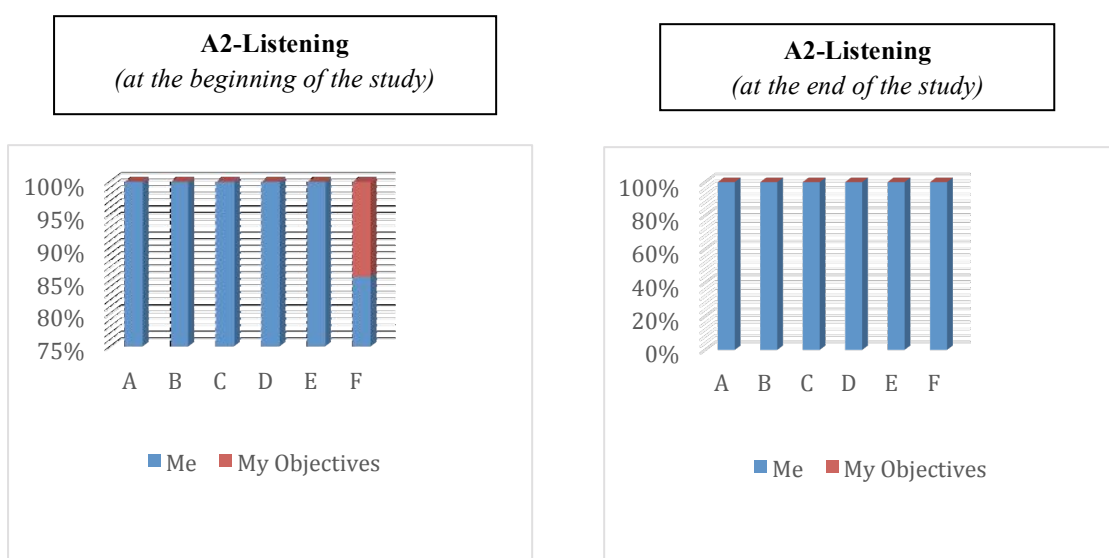 A2-Listening
(at the beginning of the study)
A2-Listening
(at the end of the study)
100%
95%
90%
85%
80%
75%
A B C D E F
Me My Objectives
100%
80%
60%
40%
20%
0%
A B C D E F
Me My Objectives